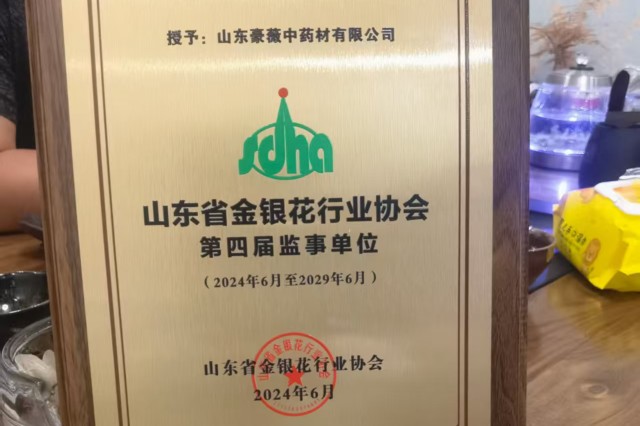 授予：山东豪薇中药材有限公司
sdha
山东省金银花行业协会
第四届监事单位
（2024年6月至2029年6月）
山东省金银花行业协会
2024年6月